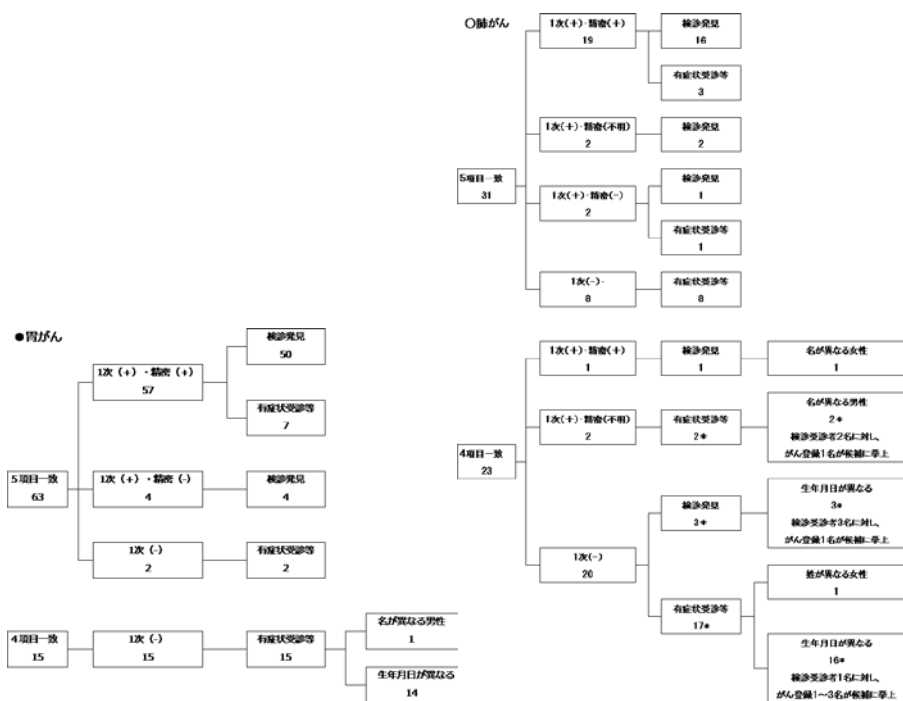 〇肺がん
1次(+)・精密(+)
19
検診発見
16
有症状受診等
3
1次(+)・精密(不明)
2
検診発見
2
5項目一致
31
1次(+)・精密(-)
2
検診発見
1
有症状受診等
1
1次(-)・
8
有症状受診等
8
●胃がん
5項目一致
63
1次（+）・精密（+）
57
検診発見
50
有症状受診等
7
1次（+）・精密（-）
4
検診発見
4
1次（-）
2
有症状受診等
2
4項目一致
15
1次（-）
15
有症状受診等
15
名が異なる男性
1
生年月日が異なる
14
4項目一致
23
1次(+)・精密(+)
1
検診発見
1
名が異なる女性
1
1次(+)・精密(不明)
2
有症状受診等
2*
名が異なる男性
2*
検診受診者2名に対し、
がん登録1名が候補に挙上
1次(-)
20
検診発見
3*
生年月日が異なる
3*
検診受診者3名に対し、
がん登録1名が候補に挙上
有症状受診等
17*
姓が異なる女性
1
生年月日が異なる
16*
検診受診者1名に対し、
がん登録1～3名が候補に挙上